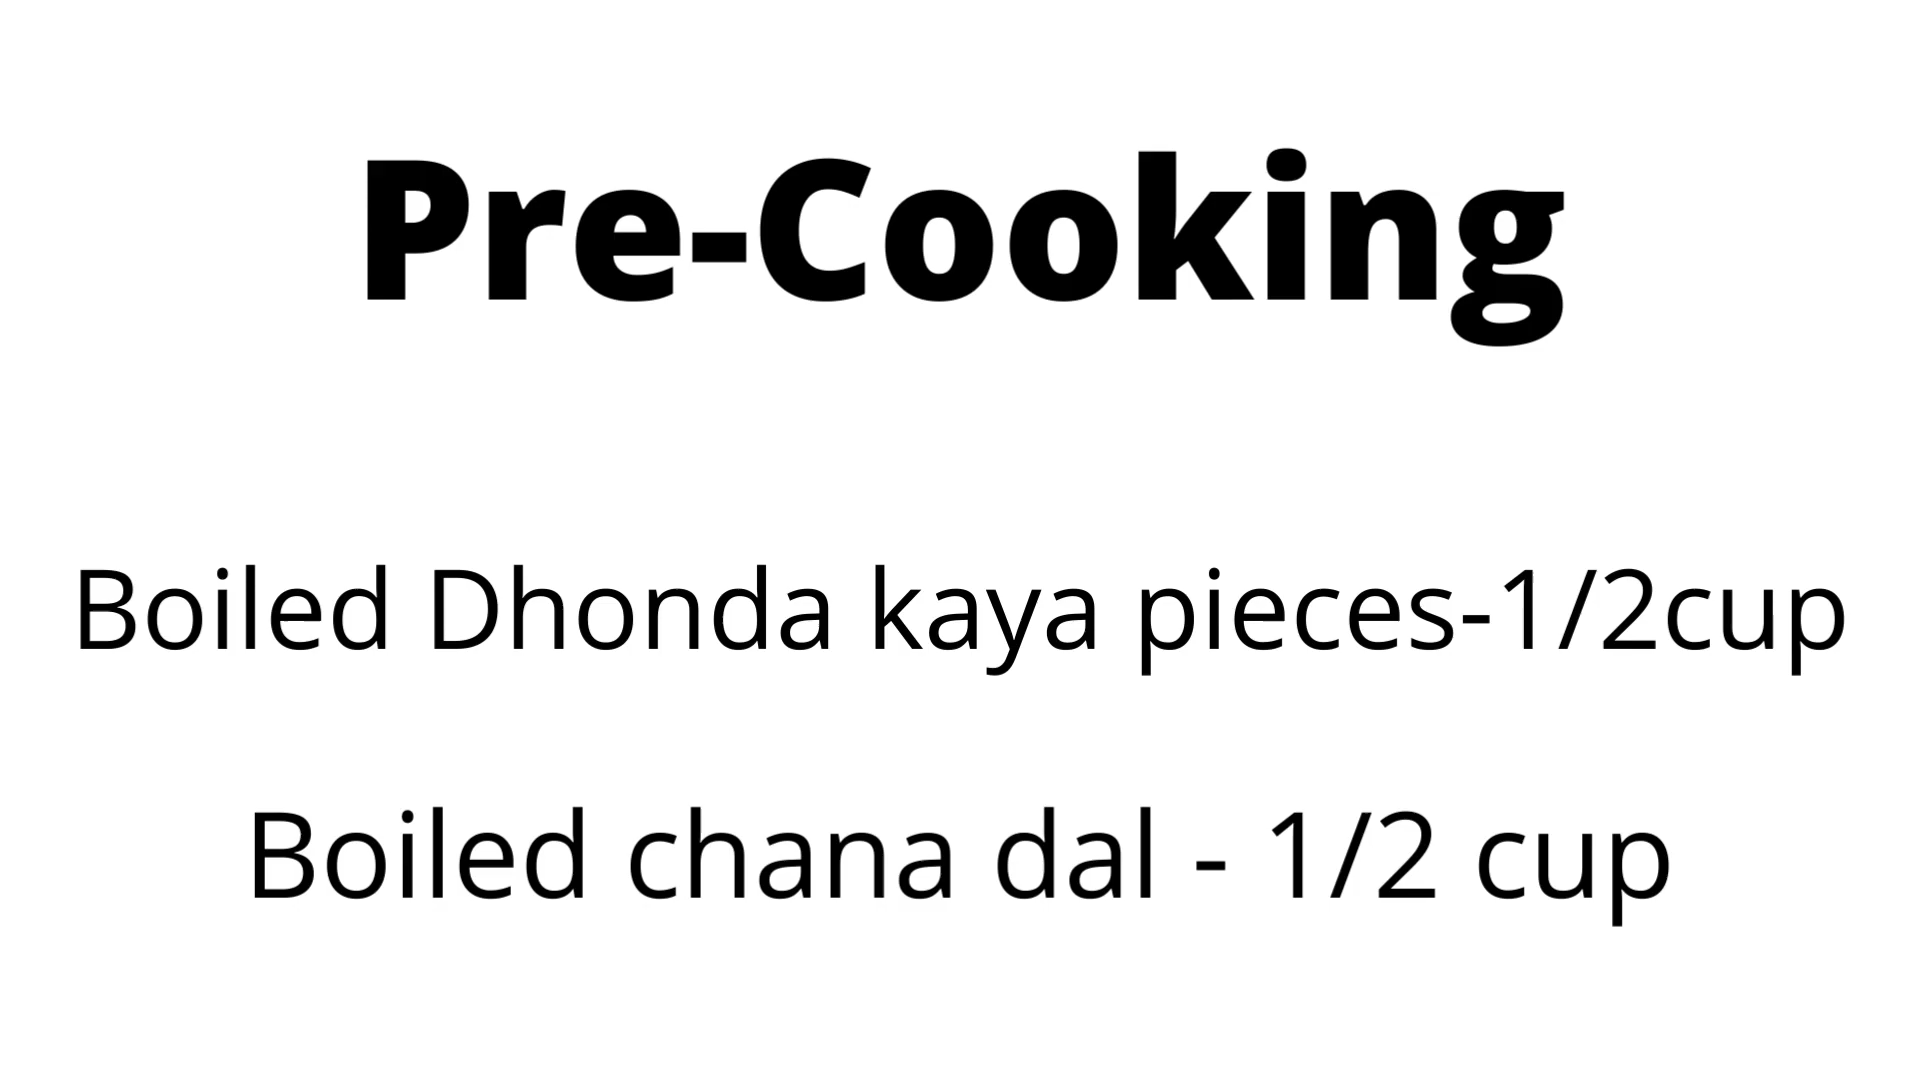 Pre-Cooking
Boiled Dhonda kaya pieces-1/2cup
Boiled chana dal - 1/2 cup